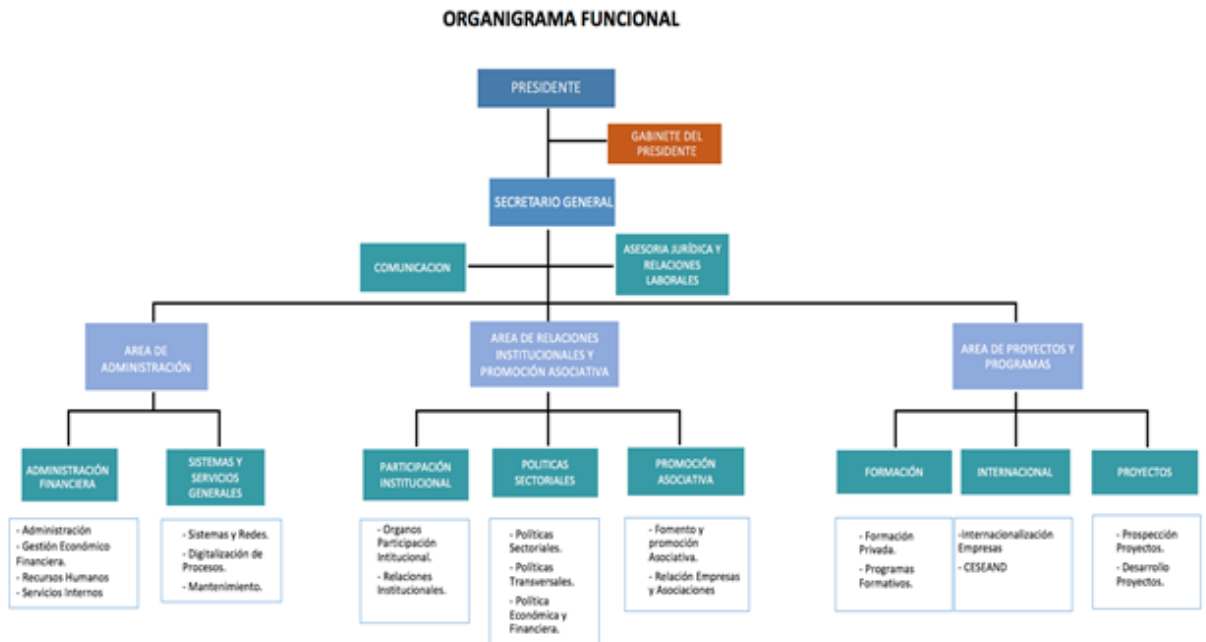 ORGANIGRAMA FUNCIONAL
PRESIDENTE
GABINETE DEL
PRESIDENTE
SECRETARIO GENERAL
COMUNICACION
ASESORIA JURÍDICA Y
RELACIONES
LABORALES
AREA DE
ADMINISTRACIÓN
AREA DE RELACIONES
INSTITUCIONALES Y
PROMOCIÓN ASOCIATIVA
AREA DE PROYECTOS Y
PROGRAMAS
ADMINISTRACIÓN
FINANCIERA
SISTEMAS Y
SERVICIOS
GENERALES
PARTICIPACIÓN
INSTITUCIONAL
POLITICAS
SECTORIALES
PROMOCIÓN
ASOCIATIVA
FORMACIÓN
INTERNACIONAL
PROYECTOS
- Administración
- Gestión Económico
Financiera.
- Recursos Humanos
- Servicios Internos
- Sistemas y Redes.
- Digitalización de
Procesos.
- Mantenimiento.
- Organos
Participación
Intitucional.
- Relaciones
Institucionales.
- Políticas
Sectoriales.
- Políticas
Transversales.
- Política
Económica y
Financiera.
- Fomento y
promoción
Asociativa.
- Relación Empresas
y Asociaciones
- Formación
Privada.
- Programas
Formativos.
-Internacionalización
Empresas
- CESEAND
- Prospección
Proyectos.
- Desarrollo
Proyectos.